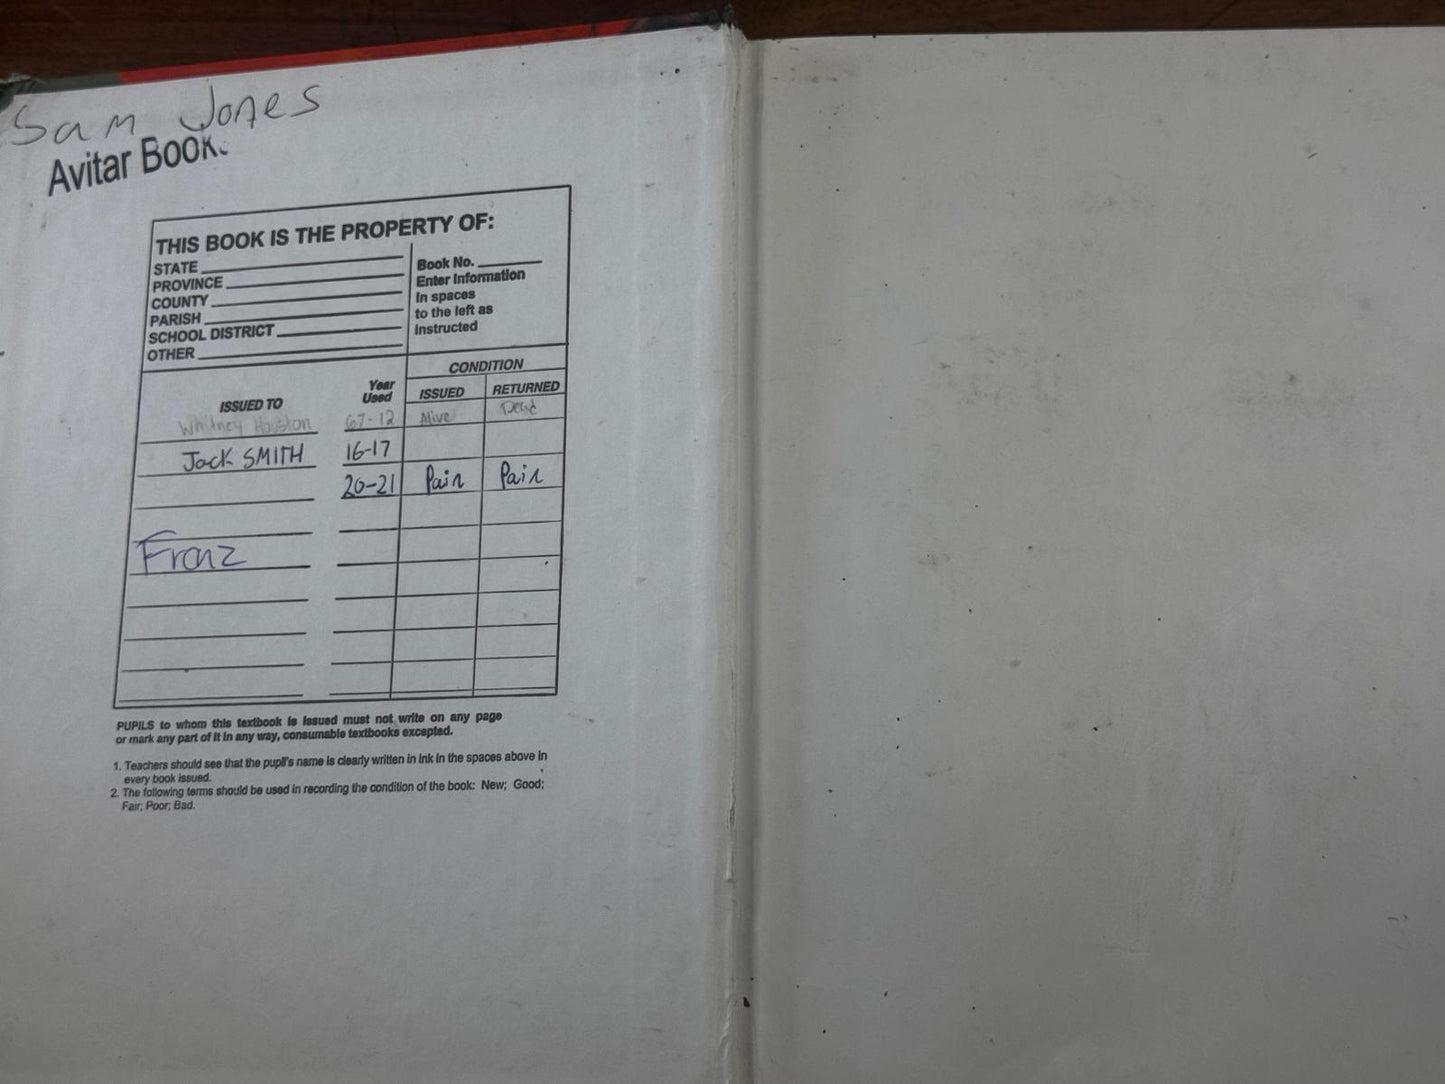 Sam Jones
Avitar Book.
THIS BOOK IS THE PROPERTY OF:
STATE
PROVINCE
COUNTY
PARISH
SCHOOL DISTRICT
OTHER
Book No.
Enter Information
in spaces
to the left as
instructed
CONDITION
ISSUED TO Year Used ISSUED RETURNED
Whitney Houston 67-12 Alive Dead
Jack SMITH 16-17
20-21 Pain Pain
Franz
PUPILS to whom this textbook is issued must not write on any page
or mark any part of it in any way, consumable textbooks excepted.
1. Teachers should see that the pupil's name is clearly written in ink in the spaces above in
every book issued.
2. The following terms should be used in recording the condition of the book: New; Good;
Fair; Poor; Bad.